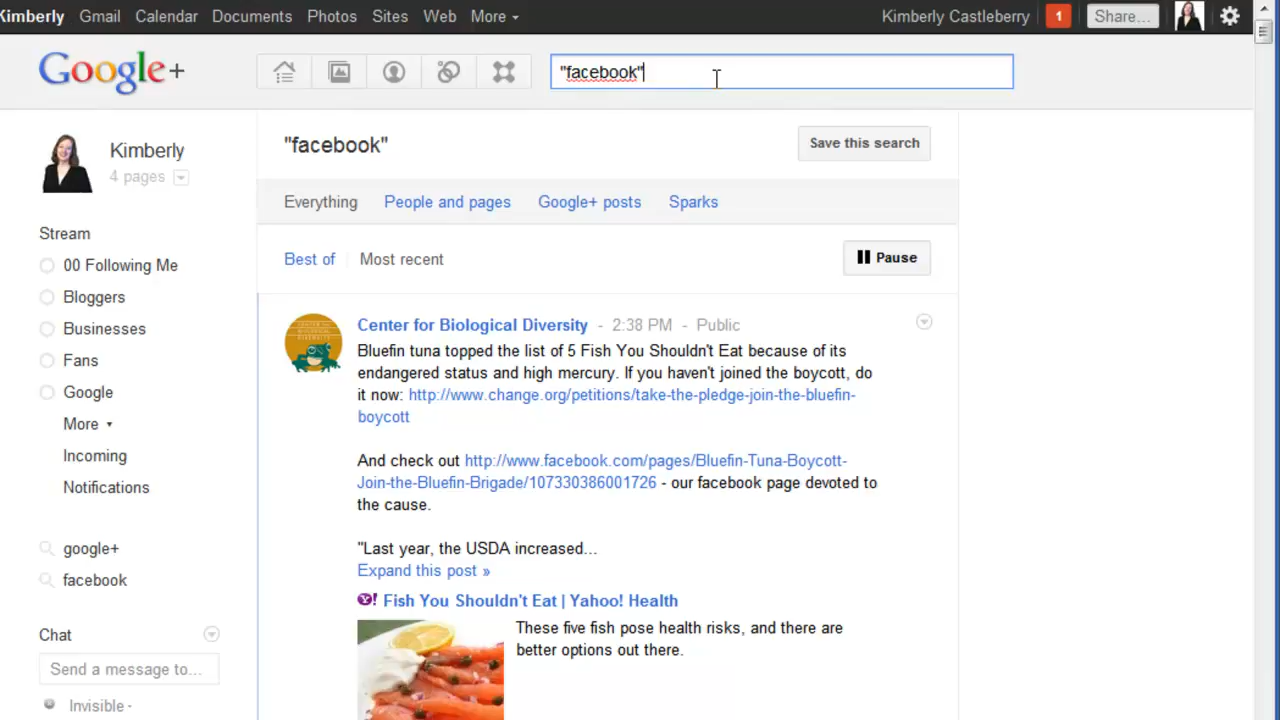 Kimberly Gmail Calendar Documents Photos Sites Web More Kimberly Castleberry 1 Share...
Google+
"facebook"
Kimberly
4 pages
Stream
00 Following Me
Bloggers
Businesses
Fans
Google
More
Incoming
Notifications
google+
facebook
Chat
Send a message to...
Invisible
"facebook" Save this search
Everything People and pages Google+ posts Sparks
Best of Most recent Pause
Center for Biological Diversity - 2:38 PM - Public
Bluefin tuna topped the list of 5 Fish You Shouldn't Eat because of its
endangered status and high mercury. If you haven't joined the boycott, do
it now: http://www.change.org/petitions/take-the-pledge-join-the-bluefin-
boycott
And check out http://www.facebook.com/pages/Bluefin-Tuna-Boycott-
Join-the-Bluefin-Brigade/107330386001726 - our facebook page devoted to
the cause.
"Last year, the USDA increased...
Expand this post »
Y! Fish You Shouldn't Eat | Yahoo! Health
These five fish pose health risks, and there are
better options out there.